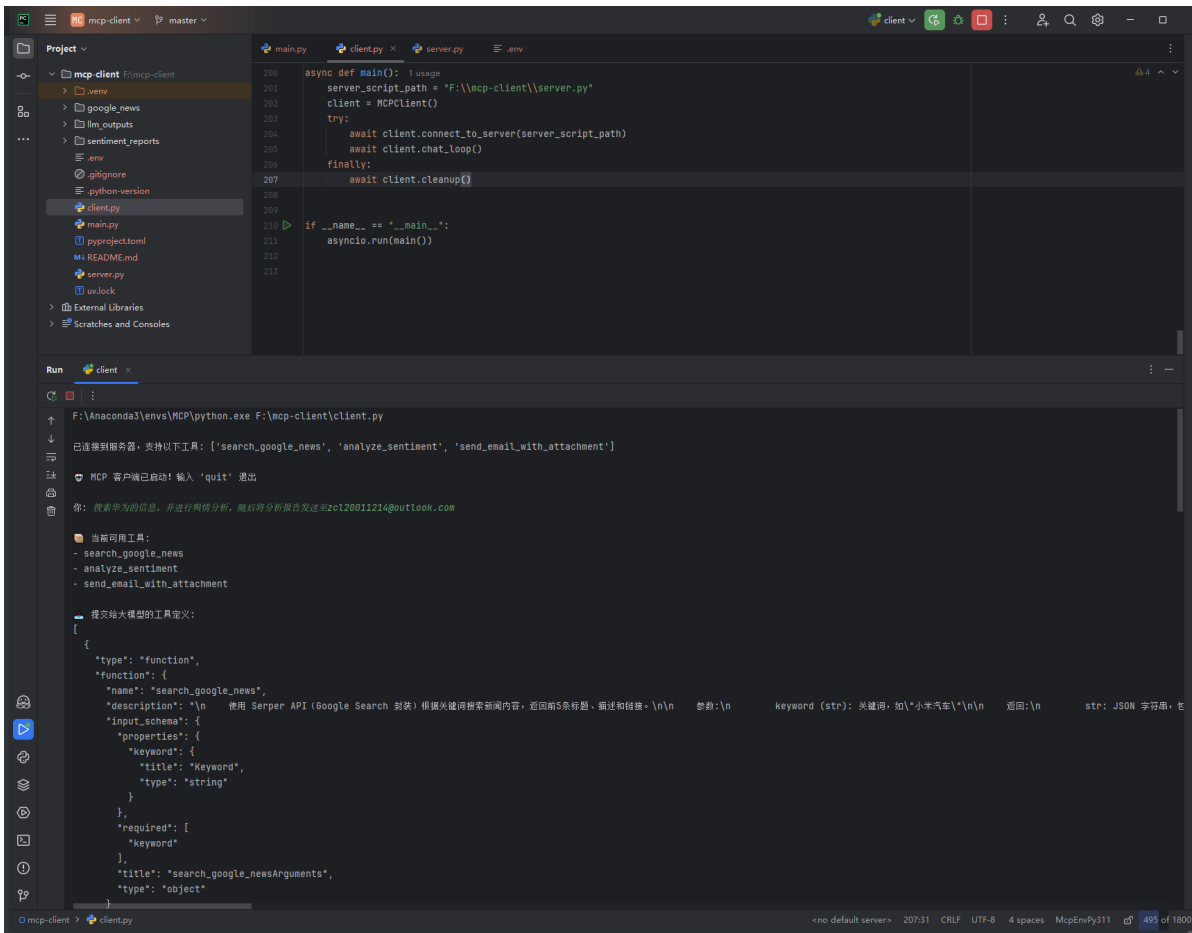 MC mcp-client master client
Project
main.py client.py server.py .env
mcp-client F:\mcp-client
.venv
google_news
llm_outputs
sentiment_reports
.env
.gitignore
.python-version
client.py
main.py
pyproject.toml
README.md
server.py
uv.lock
External Libraries
Scratches and Consoles
4
200 async def main(): 1 usage
201 server_script_path = "F:\\mcp-client\\server.py"
202 client = MCPClient()
203 try:
204 await client.connect_to_server(server_script_path)
205 await client.chat_loop()
206 finally:
207 await client.cleanup()
208
209
210 if __name__ == "__main__":
211 asyncio.run(main())
212
213
Run client
F:\Anaconda3\envs\MCP\python.exe F:\mcp-client\client.py
已连接到服务器，支持以下工具: ['search_google_news', 'analyze_sentiment', 'send_email_with_attachment']
MCP 客户端已启动! 输入 'quit' 退出
你: 搜索华为的信息，并进行舆情分析，随后将分析报告发送至zcl20011214@outlook.com
当前可用工具:
- search_google_news
- analyze_sentiment
- send_email_with_attachment
提交给大模型的工具定义:
[
{
"type": "function",
"function": {
"name": "search_google_news",
"description": "\n 使用 Serper API（Google Search 封装）根据关键词搜索新闻内容，返回前5条标题、描述和链接。\n\n 参数:\n keyword (str): 关键词，如\"小米汽车\"\n\n 返回:\n str: JSON 字符串，包
"input_schema": {
"properties": {
"keyword": {
"title": "Keyword",
"type": "string"
}
},
"required": [
"keyword"
],
"title": "search_google_newsArguments",
"type": "object"
}
mcp-client > client.py
<no default server> 207:31 CRLF UTF-8 4 spaces McpEnvPy311 495 of 1800